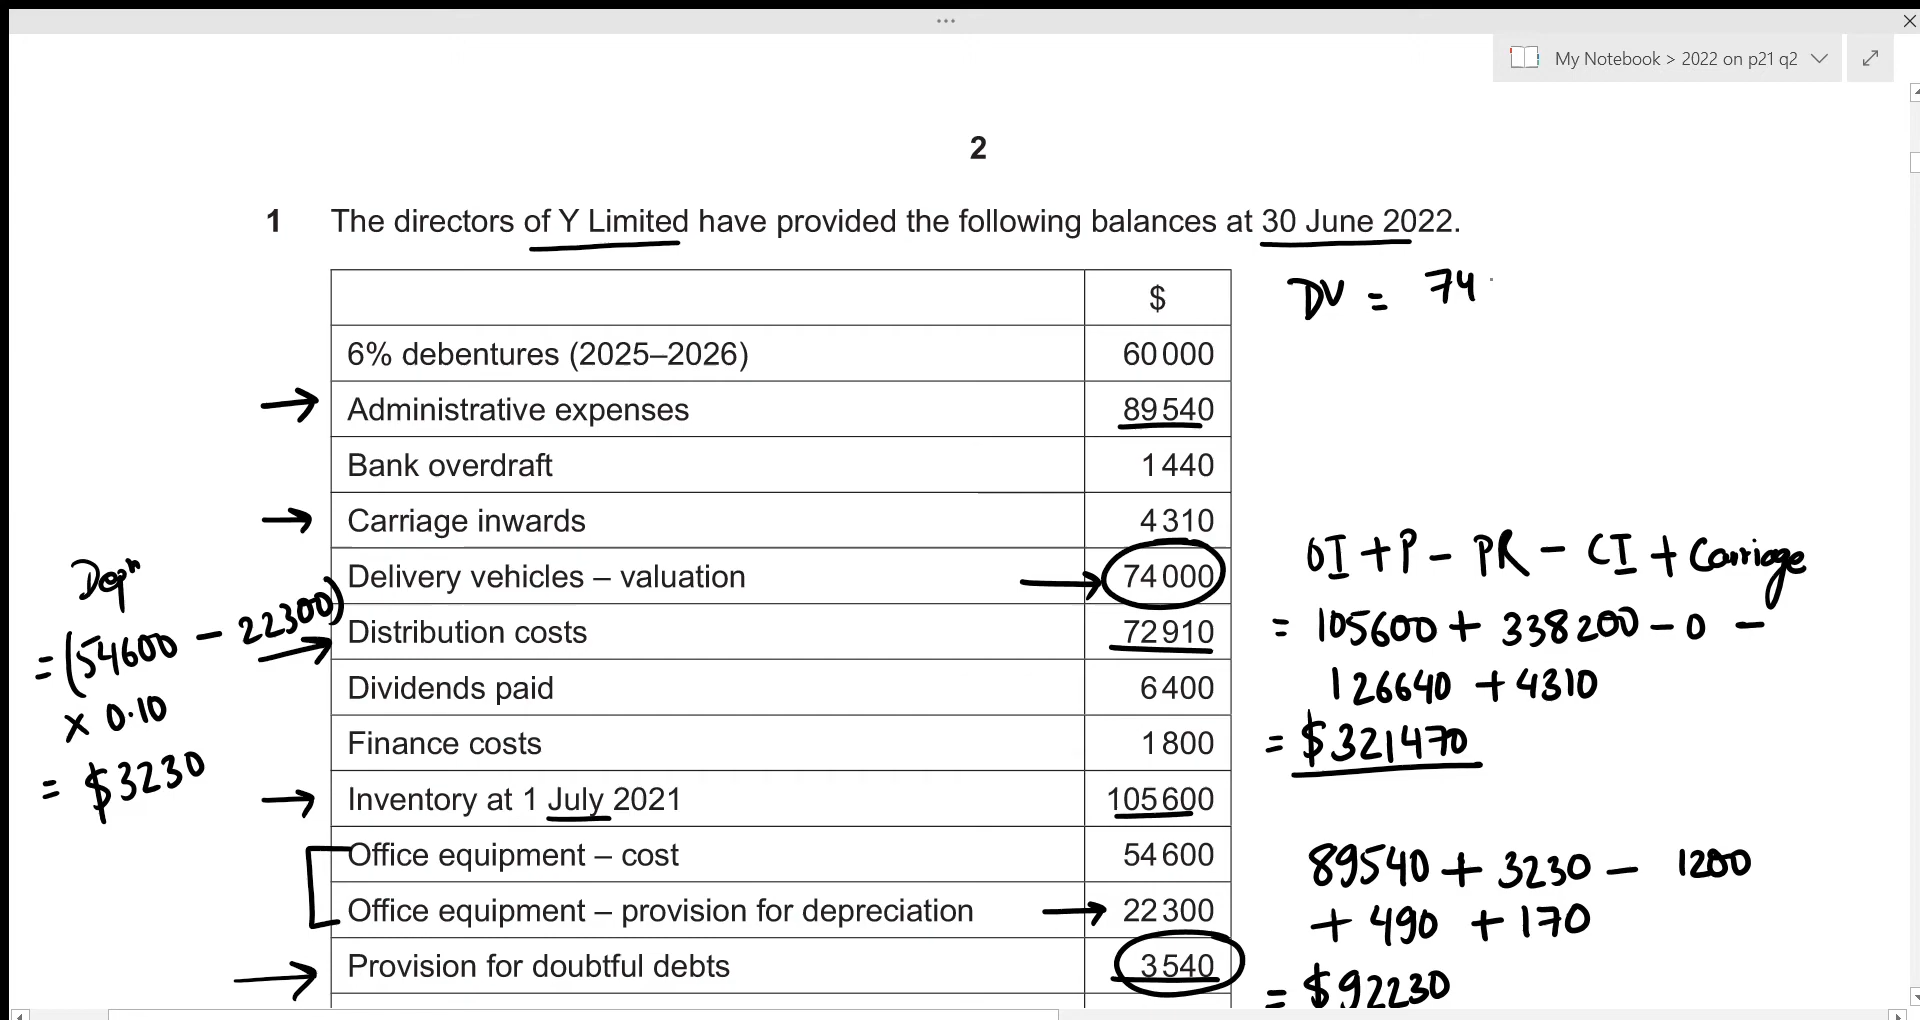 My Notebook > 2022 on p21 q2
2
1 The directors of Y Limited have provided the following balances at 30 June 2022.
$
6% debentures (2025–2026) 60 000
Administrative expenses 89 540
Bank overdraft 1 440
Carriage inwards 4 310
Delivery vehicles – valuation 74 000
Distribution costs 72 910
Dividends paid 6 400
Finance costs 1 800
Inventory at 1 July 2021 105 600
Office equipment – cost 54 600
Office equipment – provision for depreciation 22 300
Provision for doubtful debts 3 540
Depn
= (54600 – 22300)
x 0.10
= $3230
DV = 74
OI + P – PR – CI + Carriage
= 105600 + 338200 – 0 –
126640 + 4310
= $321470
89540 + 3230 – 1200
+ 490 + 170
= $92230